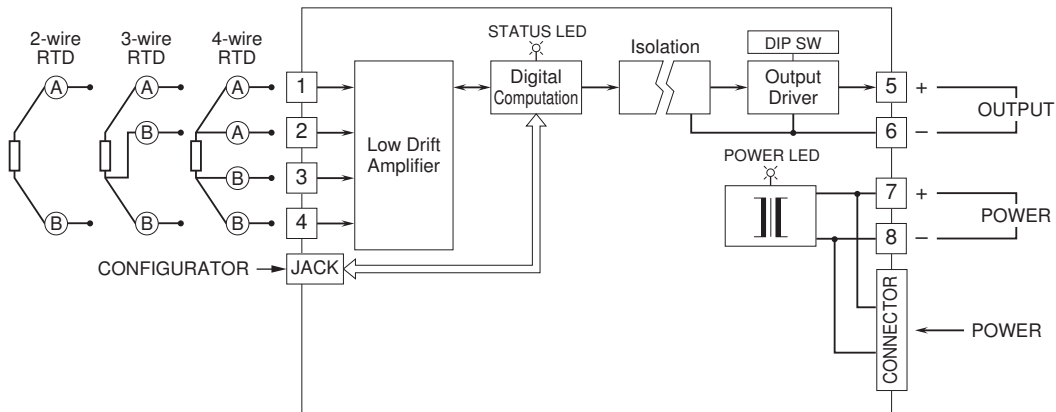 2-wire
RTD
3-wire
RTD
4-wire
RTD
A
A
A
B
A
B
B
B
B
1
2
3
4
Low Drift
Amplifier
CONFIGURATOR
JACK
STATUS LED
Digital
Computation
Isolation
DIP SW
Output
Driver
5
+
6
−
OUTPUT
POWER LED
7
+
8
−
POWER
CONNECTOR
POWER